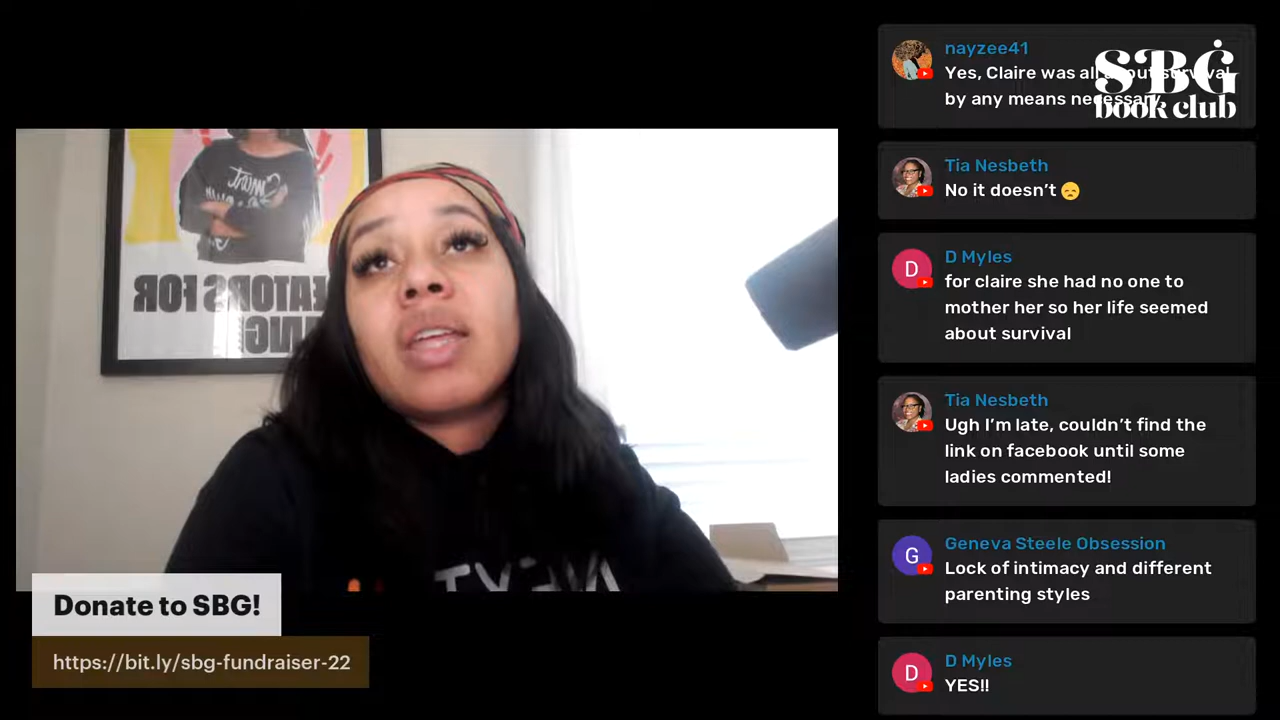 SBG
book club
nayzee41
Yes, Claire was all about survival
by any means necessary
Tia Nesbeth
No it doesn’t 😞
D Myles
for claire she had no one to
mother her so her life seemed
about survival
Tia Nesbeth
Ugh I’m late, couldn’t find the
link on facebook until some
ladies commented!
G
Geneva Steele Obsession
Lock of intimacy and different
parenting styles
D
D Myles
YES!!
D
Donate to SBG!
https://bit.ly/sbg-fundraiser-22